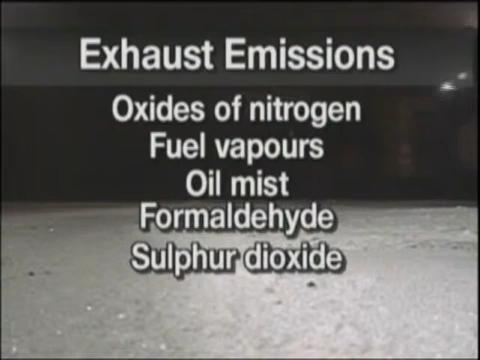 Exhaust Emissions
Oxides of nitrogen
Fuel vapours
Oil mist
Formaldehyde
Sulphur dioxide